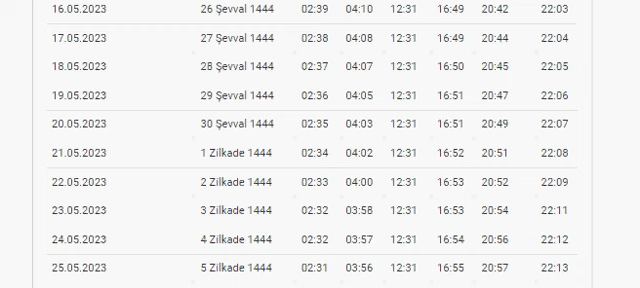 16.05.2023 26 Şevval 1444 02:39 04:10 12:31 16:49 20:42 22:03
17.05.2023 27 Şevval 1444 02:38 04:08 12:31 16:49 20:44 22:04
18.05.2023 28 Şevval 1444 02:37 04:07 12:31 16:50 20:45 22:05
19.05.2023 29 Şevval 1444 02:36 04:05 12:31 16:51 20:47 22:06
20.05.2023 30 Şevval 1444 02:35 04:03 12:31 16:51 20:49 22:07
21.05.2023 1 Zilkade 1444 02:34 04:02 12:31 16:52 20:51 22:08
22.05.2023 2 Zilkade 1444 02:33 04:00 12:31 16:53 20:52 22:09
23.05.2023 3 Zilkade 1444 02:32 03:58 12:31 16:53 20:54 22:11
24.05.2023 4 Zilkade 1444 02:32 03:57 12:31 16:54 20:56 22:12
25.05.2023 5 Zilkade 1444 02:31 03:56 12:31 16:55 20:57 22:13